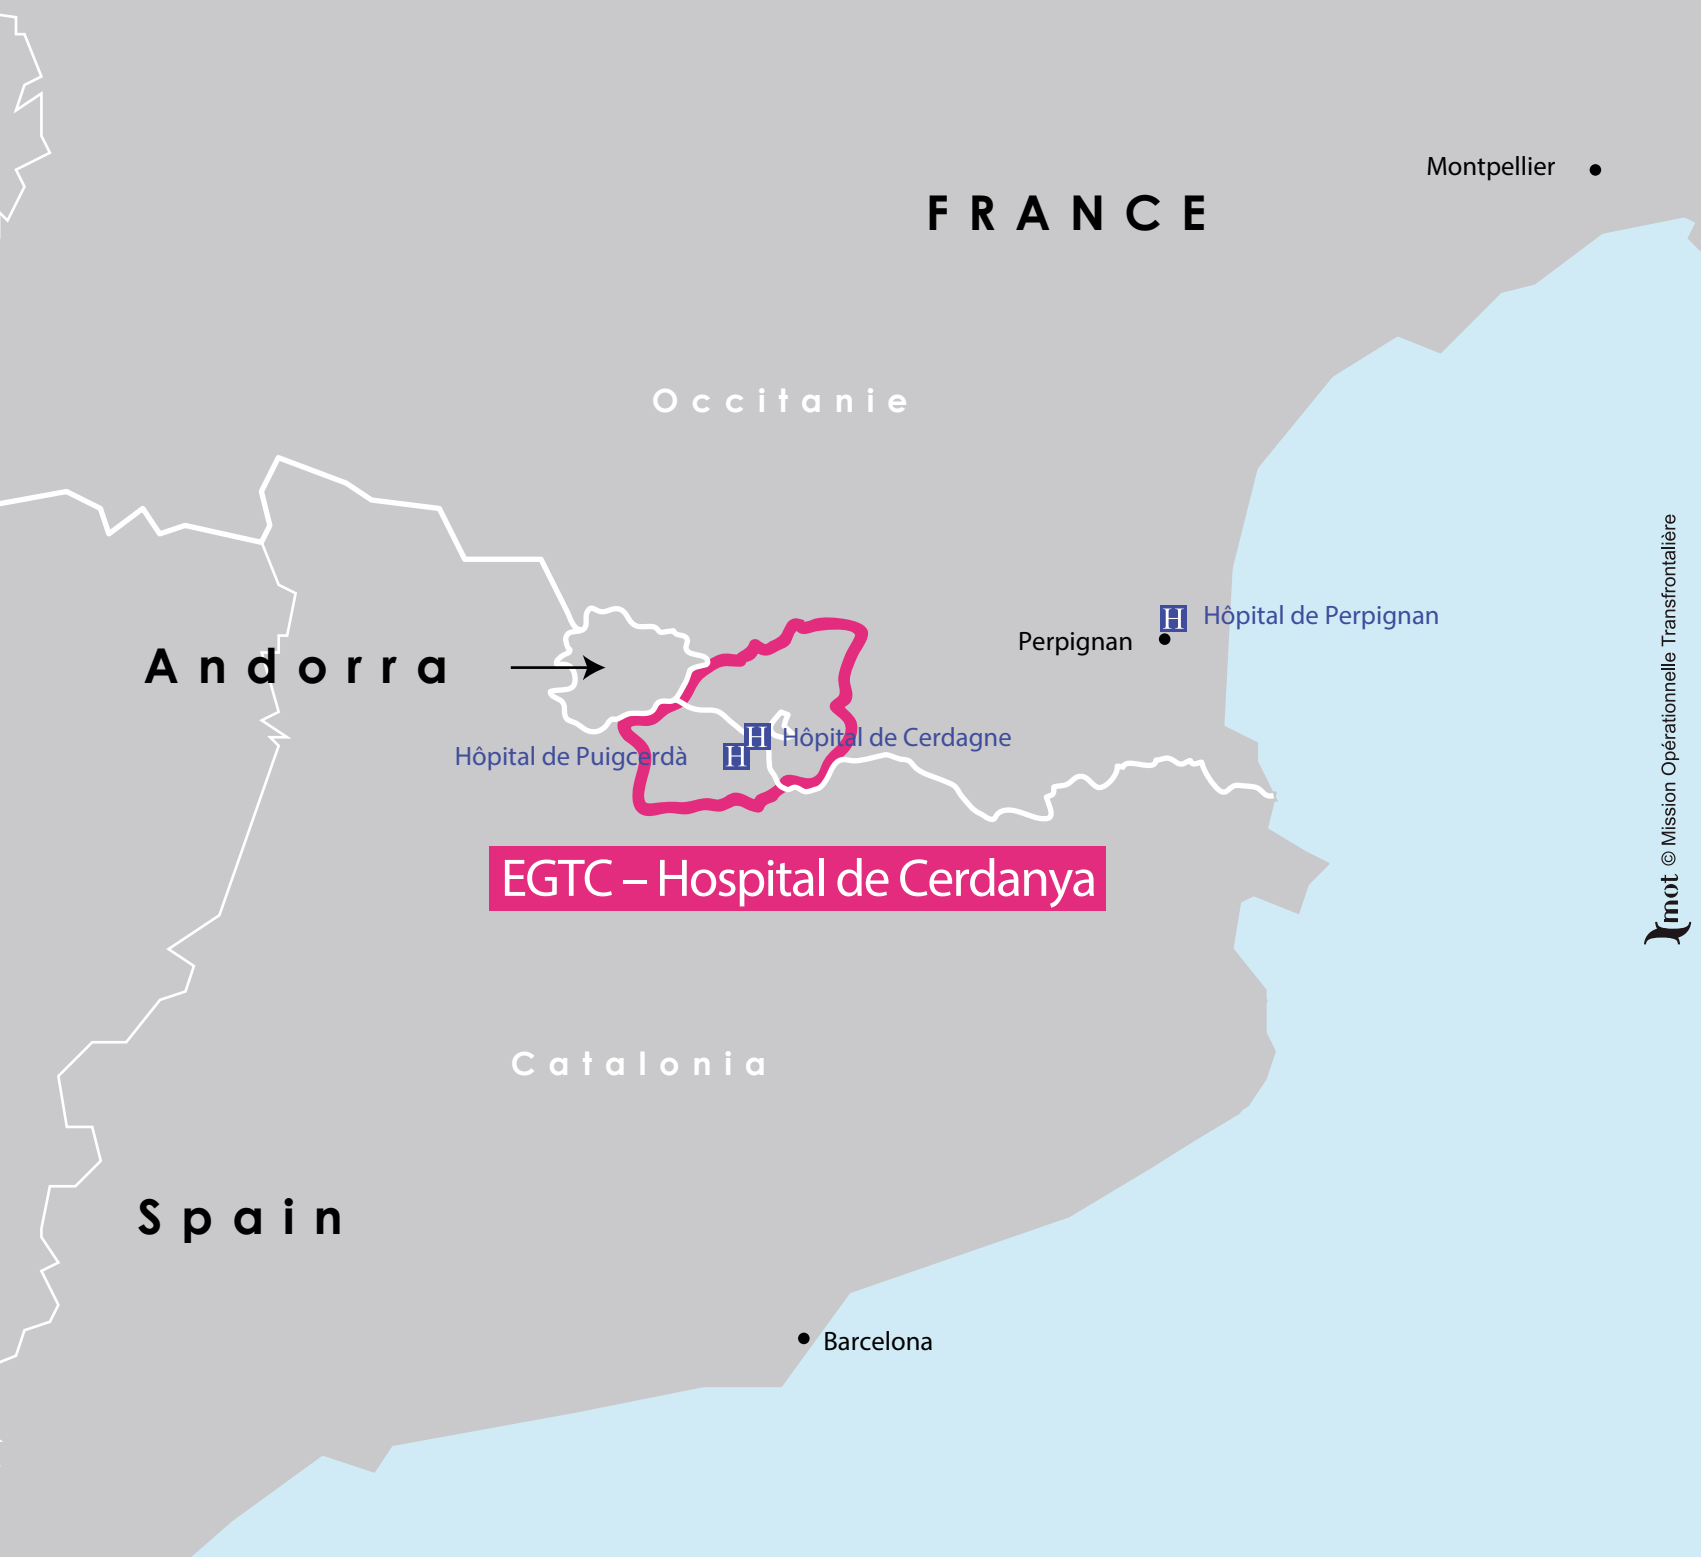 Montpellier
FRANCE
Occitanie
H Hôpital de Perpignan
Perpignan
Andorra
H Hôpital de Cerdagne
Hôpital de Puigcerdà H
EGTC – Hospital de Cerdanya
Catalonia
Spain
Barcelona
mot © Mission Opérationnelle Transfrontalière